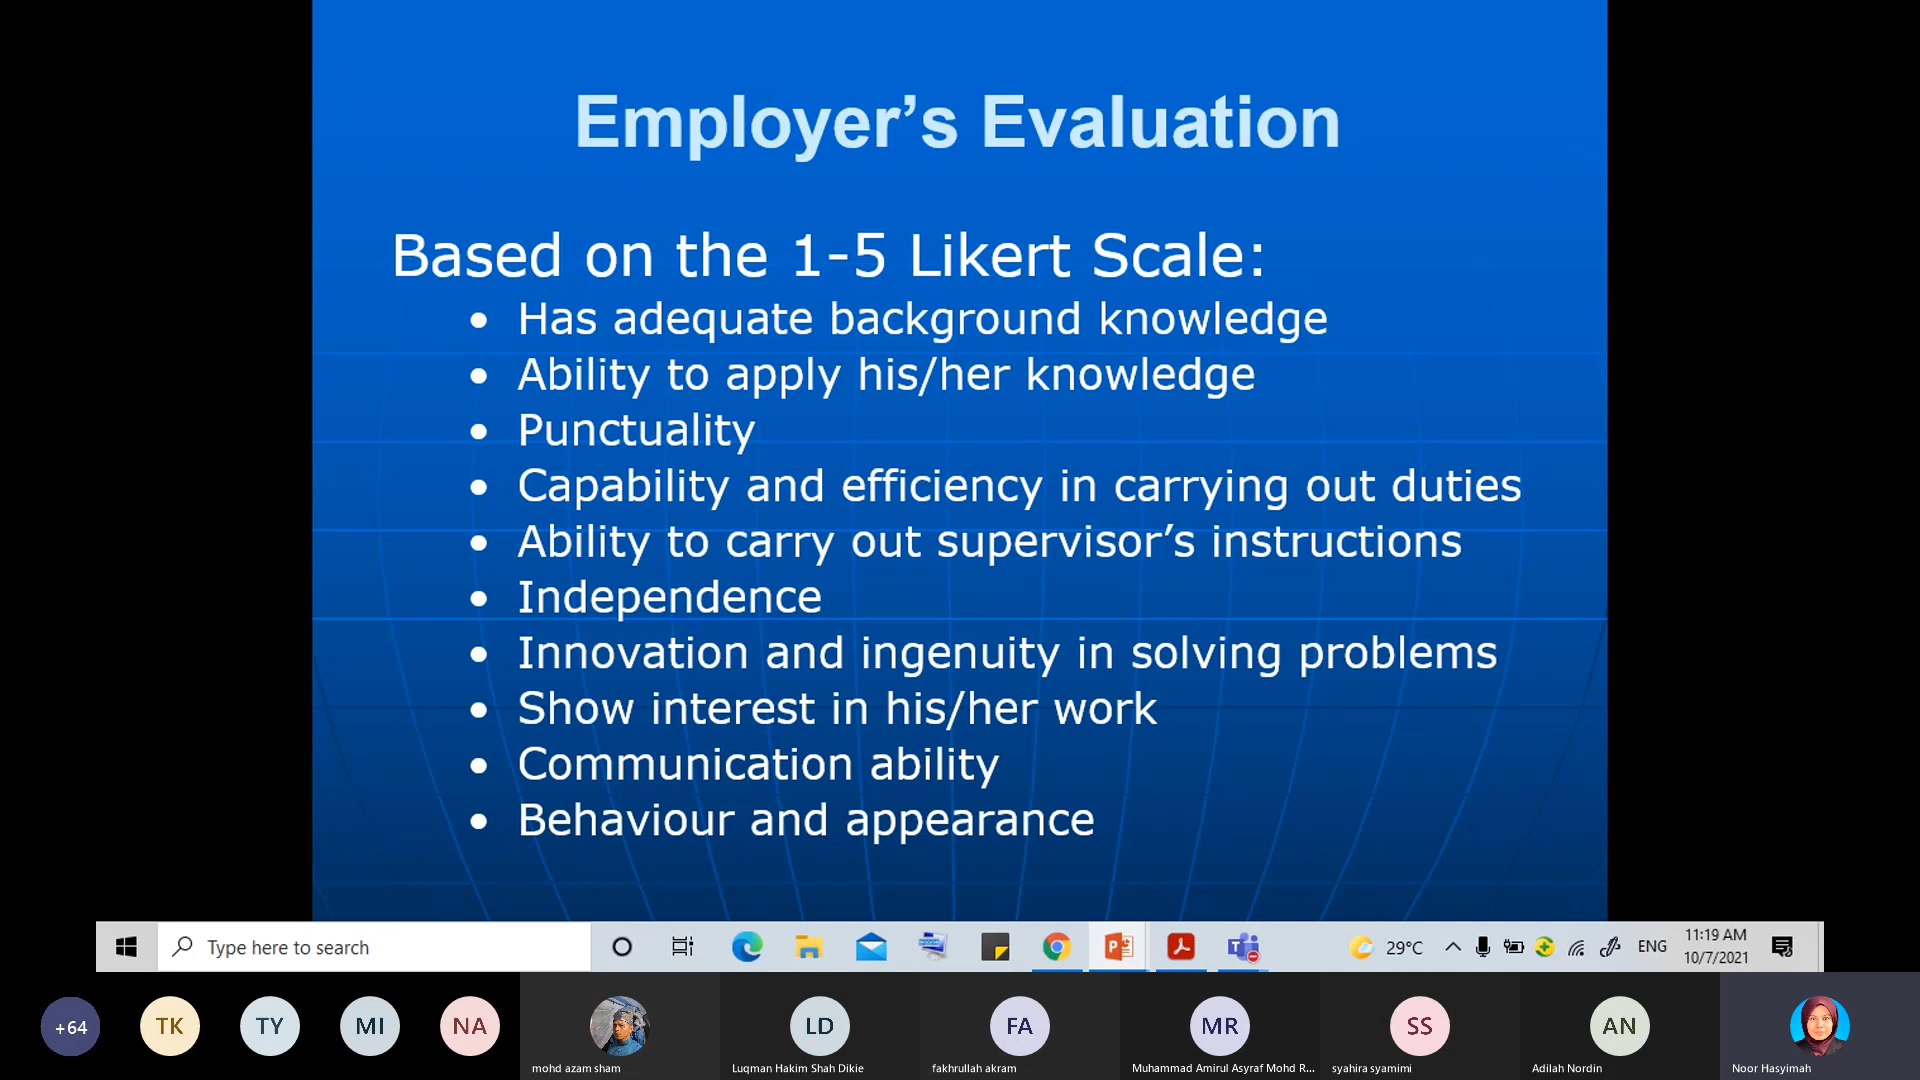 Employer’s Evaluation
Based on the 1-5 Likert Scale:
• Has adequate background knowledge
• Ability to apply his/her knowledge
• Punctuality
• Capability and efficiency in carrying out duties
• Ability to carry out supervisor’s instructions
• Independence
• Innovation and ingenuity in solving problems
• Show interest in his/her work
• Communication ability
• Behaviour and appearance
Type here to search
29°C
ENG
11:19 AM
10/7/2021
+64
TK
TY
MI
NA
LD
FA
MR
SS
AN
mohd azam sham
Luqman Hakim Shah Dikie
fakhrullah akram
Muhammad Amirul Asyraf Mohd R...
syahira syamimi
Adilah Nordin
Noor Hasyimah